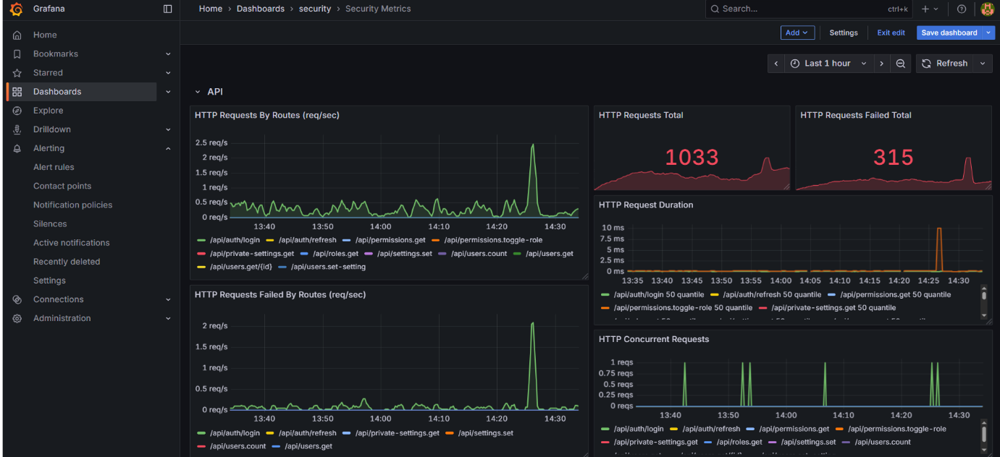 Grafana
Home › Dashboards › security › Security Metrics
Search... ctrl+k
Add Settings Exit edit Save dashboard
Last 1 hour Refresh
Home
Bookmarks
Starred
Dashboards
Explore
Drilldown
Alerting
Alert rules
Contact points
Notification policies
Silences
Active notifications
Recently deleted
Settings
Connections
Administration
API
HTTP Requests By Routes (req/sec)
2.5 req/s
2 req/s
1.5 req/s
1 req/s
0.5 req/s
0 req/s
13:40 13:50 14:00 14:10 14:20 14:30
/api/auth/login /api/auth/refresh /api/permissions.get /api/permissions.toggle-role
/api/private-settings.get /api/roles.get /api/settings.set /api/users.count /api/users.get
/api/users.get/{id} /api/users.set-setting
HTTP Requests Failed By Routes (req/sec)
2 req/s
1.5 req/s
1 req/s
0.5 req/s
0 req/s
13:40 13:50 14:00 14:10 14:20 14:30
/api/auth/login /api/auth/refresh /api/private-settings.get /api/settings.set
/api/users.count /api/users.get
HTTP Requests Total
1033
HTTP Requests Failed Total
315
HTTP Request Duration
10 ms
7.5 ms
5 ms
2.5 ms
0 ms
13:35 13:40 13:45 13:50 13:55 14:00 14:05 14:10 14:15 14:20 14:25 14:30
/api/auth/login 50 quantile /api/auth/refresh 50 quantile /api/permissions.get 50 quantile
/api/permissions.toggle-role 50 quantile /api/private-settings.get 50 quantile
HTTP Concurrent Requests
1 reqs
0.75 reqs
0.5 reqs
0.25 reqs
0 reqs
13:40 13:50 14:00 14:10 14:20 14:30
/api/auth/login /api/auth/refresh /api/permissions.get /api/permissions.toggle-role
/api/private-settings.get /api/roles.get /api/settings.set /api/users.count